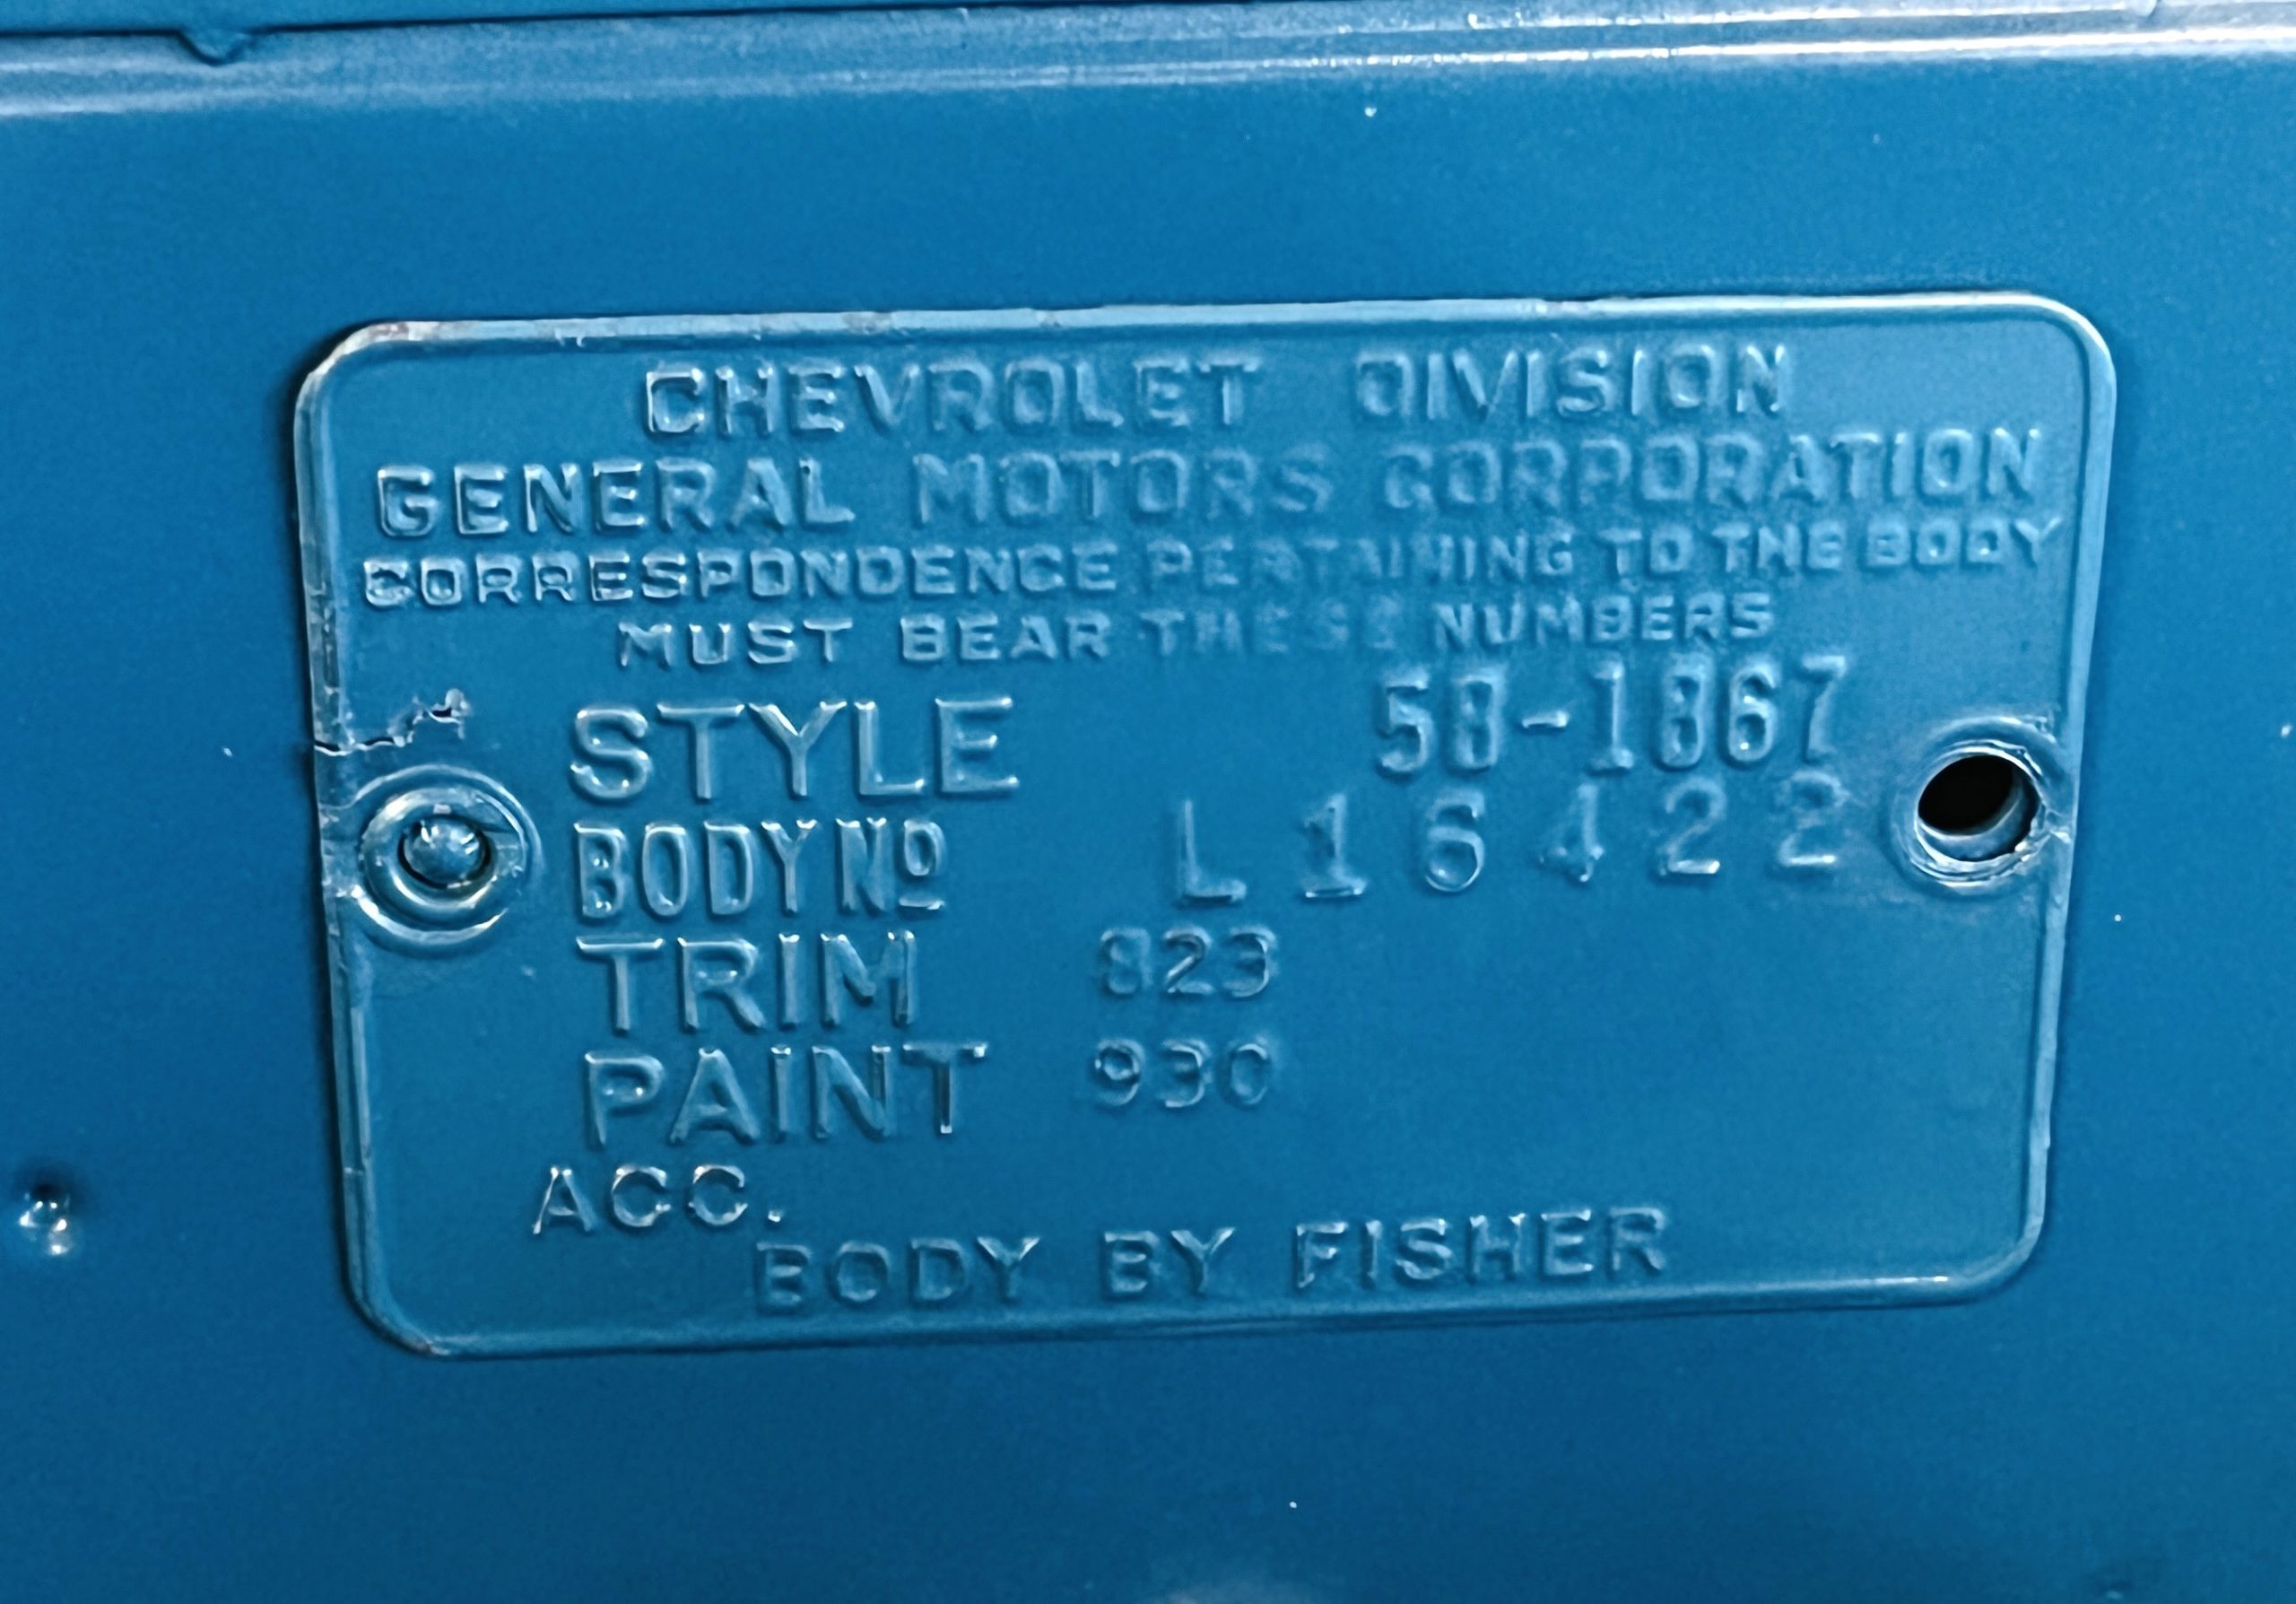 CHEVROLET DIVISION
GENERAL MOTORS CORPORATION
CORRESPONDENCE PERTAINING TO THE BODY
MUST BEAR THESE NUMBERS
STYLE 58-1867
BODY Nº L16422
TRIM 823
PAINT 930
ACC.
BODY BY FISHER